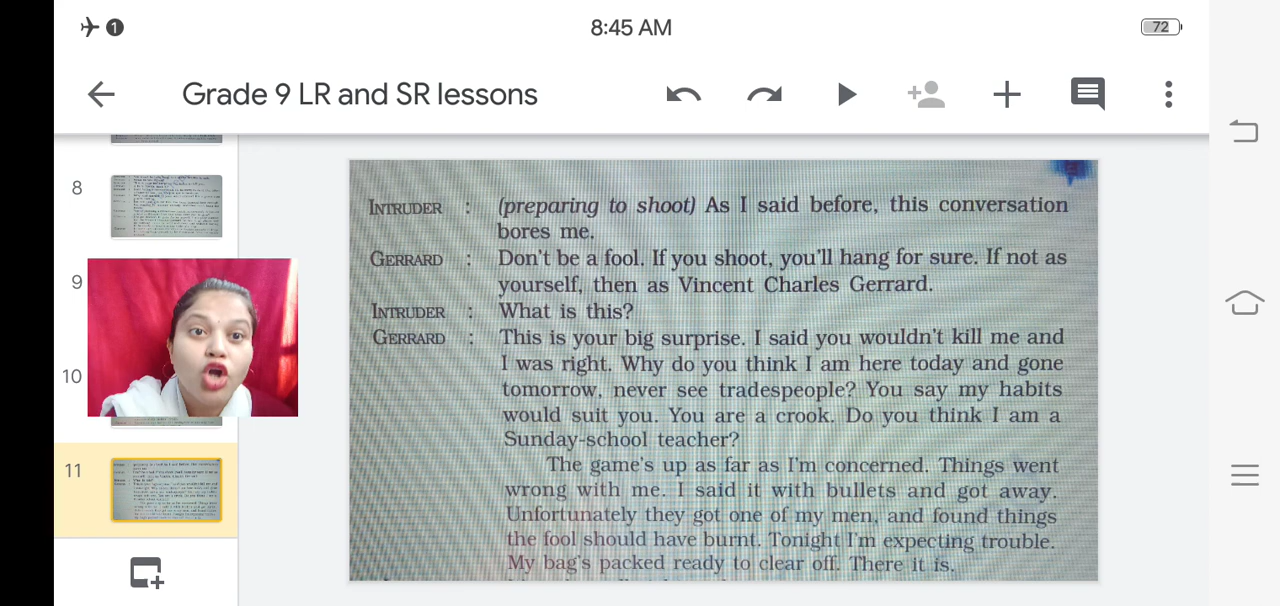 1
8:45 AM
72
Grade 9 LR and SR lessons
8
9
10
11
INTRUDER : (preparing to shoot) As I said before, this conversation
bores me.
GERRARD : Don't be a fool. If you shoot, you'll hang for sure. If not as
yourself, then as Vincent Charles Gerrard.
INTRUDER : What is this?
GERRARD : This is your big surprise. I said you wouldn't kill me and
I was right. Why do you think I am here today and gone
tomorrow, never see tradespeople? You say my habits
would suit you. You are a crook. Do you think I am a
Sunday-school teacher?
The game's up as far as I'm concerned. Things went
wrong with me. I said it with bullets and got away.
Unfortunately they got one of my men, and found things
the fool should have burnt. Tonight I'm expecting trouble.
My bag's packed ready to clear off. There it is.